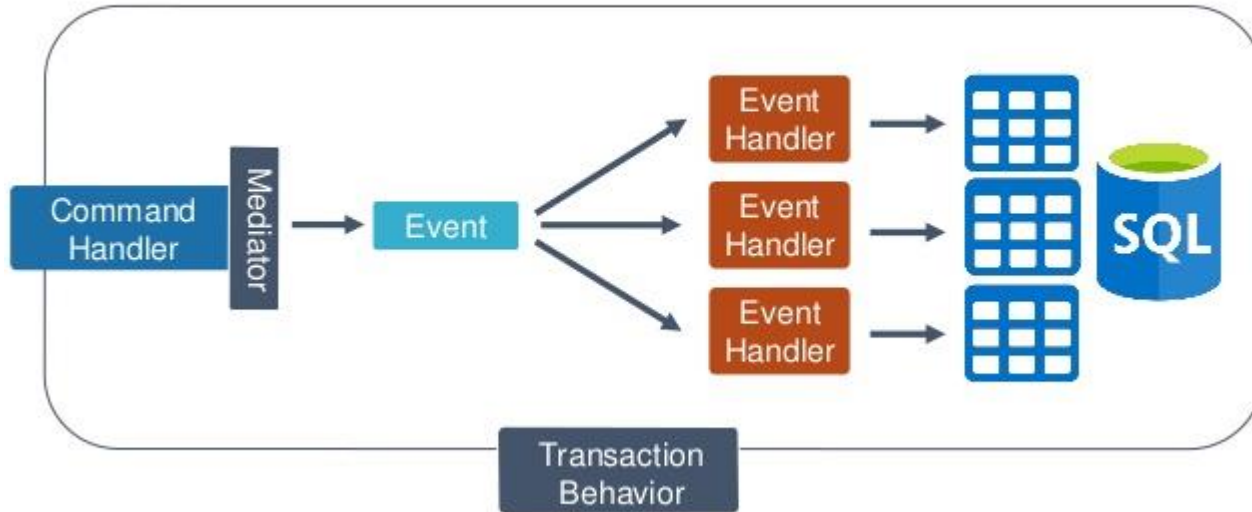 Command
Handler
Mediator
Event
Event
Handler
Event
Handler
Event
Handler
SQL
Transaction
Behavior